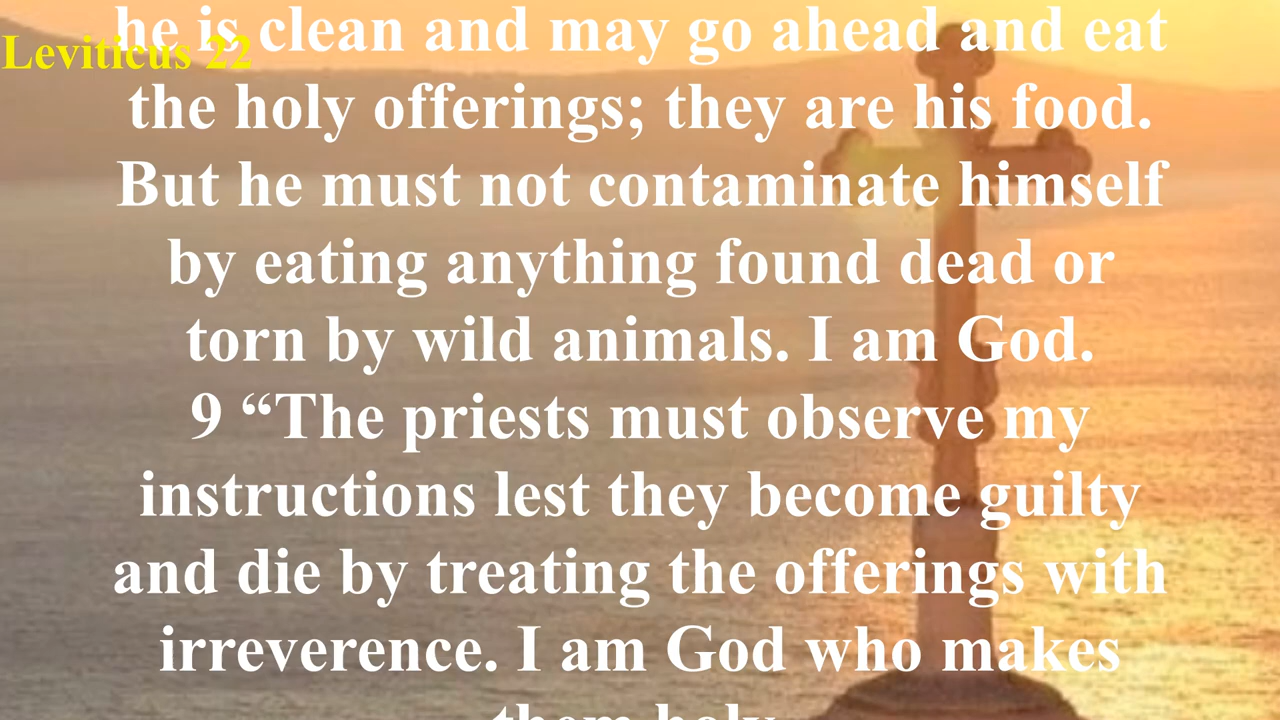 Leviticus 22
he is clean and may go ahead and eat
the holy offerings; they are his food.
But he must not contaminate himself
by eating anything found dead or
torn by wild animals. I am God.
9 “The priests must observe my
instructions lest they become guilty
and die by treating the offerings with
irreverence. I am God who makes
them holy.